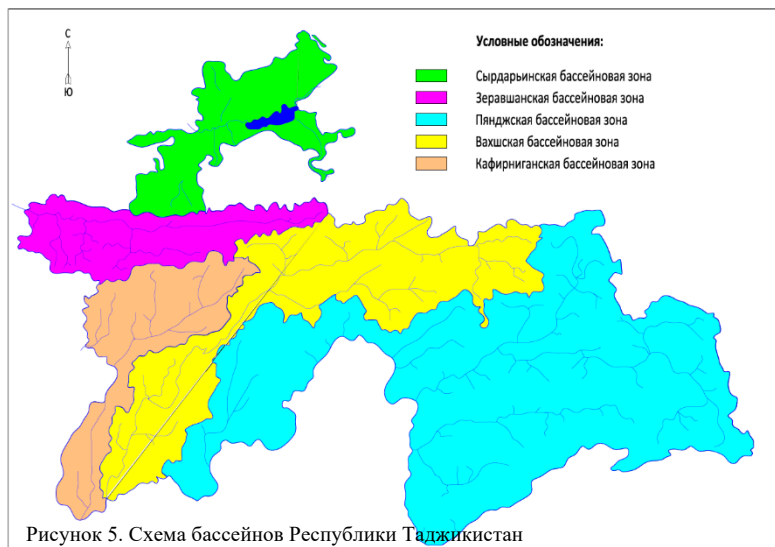 С
Ю
Условные обозначения:
Сырдарьинская бассейновая зона
Зеравшанская бассейновая зона
Пянджская бассейновая зона
Вахшская бассейновая зона
Кафирниганская бассейновая зона
Рисунок 5. Схема бассейнов Республики Таджикистан